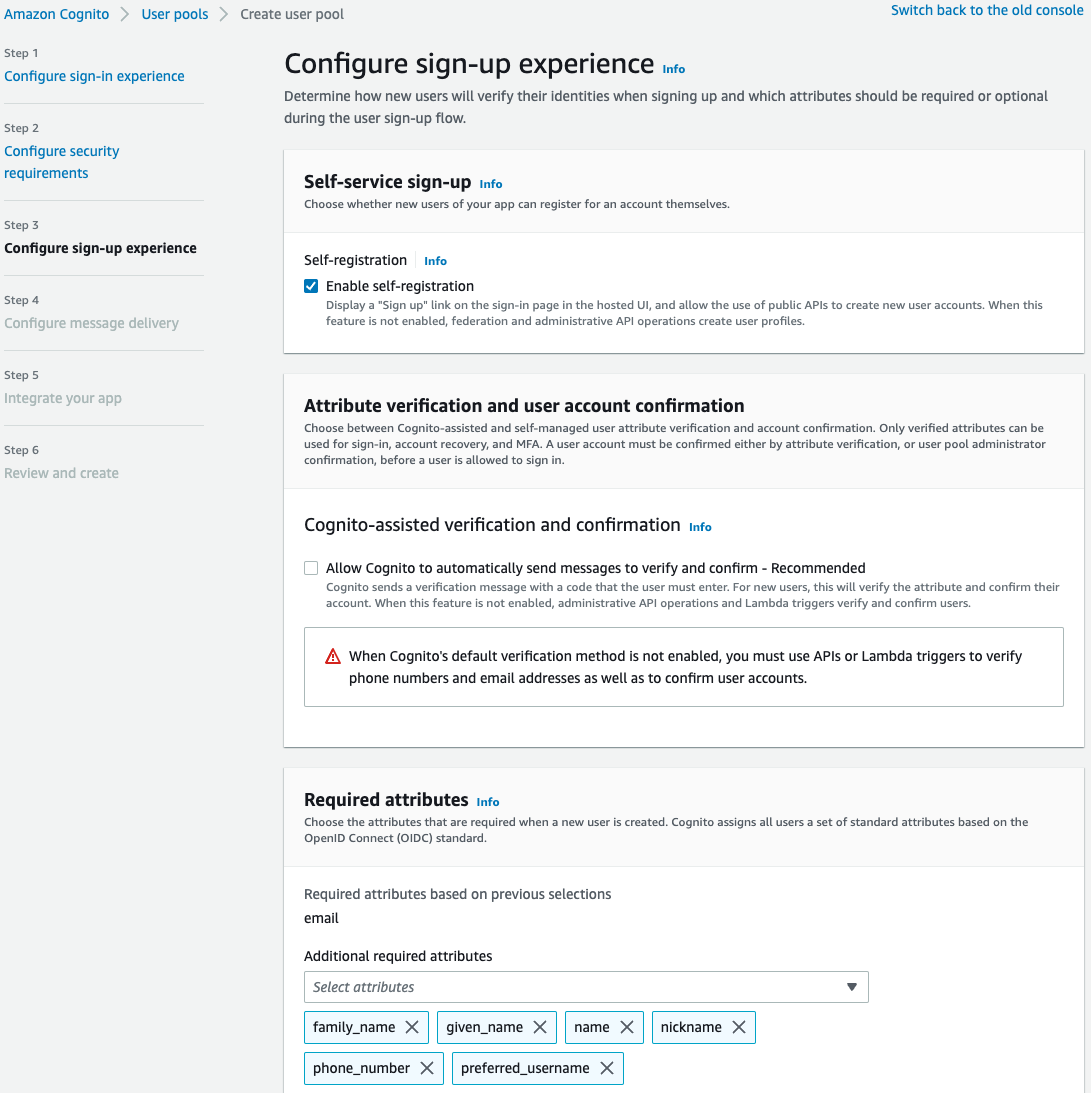 Amazon Cognito > User pools > Create user pool
Switch back to the old console
Step 1
Configure sign-in experience
Step 2
Configure security
requirements
Step 3
Configure sign-up experience
Step 4
Configure message delivery
Step 5
Integrate your app
Step 6
Review and create
Configure sign-up experience Info
Determine how new users will verify their identities when signing up and which attributes should be required or optional
during the user sign-up flow.
Self-service sign-up Info
Choose whether new users of your app can register for an account themselves.
Self-registration Info
Enable self-registration
Display a "Sign up" link on the sign-in page in the hosted UI, and allow the use of public APIs to create new user accounts. When this
feature is not enabled, federation and administrative API operations create user profiles.
Attribute verification and user account confirmation
Choose between Cognito-assisted and self-managed user attribute verification and account confirmation. Only verified attributes can be
used for sign-in, account recovery, and MFA. A user account must be confirmed either by attribute verification, or user pool administrator
confirmation, before a user is allowed to sign in.
Cognito-assisted verification and confirmation Info
Allow Cognito to automatically send messages to verify and confirm - Recommended
Cognito sends a verification message with a code that the user must enter. For new users, this will verify the attribute and confirm their
account. When this feature is not enabled, administrative API operations and Lambda triggers verify and confirm users.
When Cognito's default verification method is not enabled, you must use APIs or Lambda triggers to verify
phone numbers and email addresses as well as to confirm user accounts.
Required attributes Info
Choose the attributes that are required when a new user is created. Cognito assigns all users a set of standard attributes based on the
OpenID Connect (OIDC) standard.
Required attributes based on previous selections
email
Additional required attributes
Select attributes
family_name given_name name nickname
phone_number preferred_username